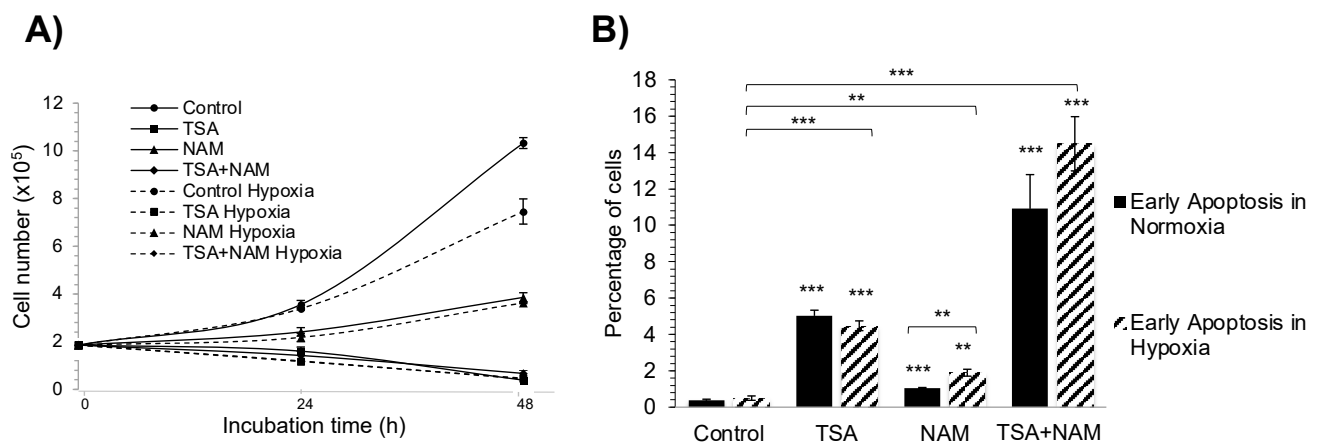 A)
Cell number (x10⁵)
12
10
8
6
4
2
0
Control
TSA
NAM
TSA+NAM
Control Hypoxia
TSA Hypoxia
NAM Hypoxia
TSA+NAM Hypoxia
0
24
48
Incubation time (h)
B)
Percentage of cells
18
16
14
12
10
8
6
4
2
0
***
**
***
***
***
***
***
**
**
***
Control
TSA
NAM
TSA+NAM
Early Apoptosis in
Normoxia
Early Apoptosis in
Hypoxia